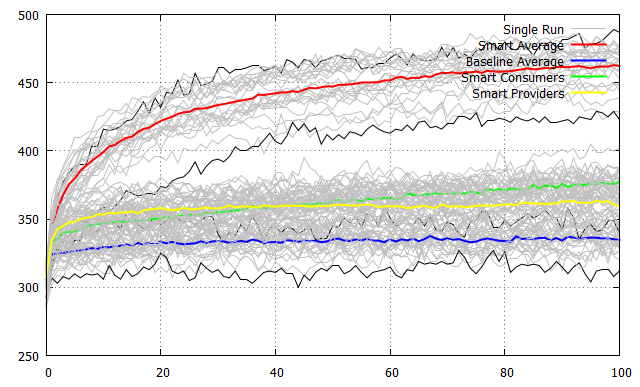 500
450
400
350
300
250
0
20
40
60
80
100
Single Run
Smart Average
Baseline Average
Smart Consumers
Smart Providers